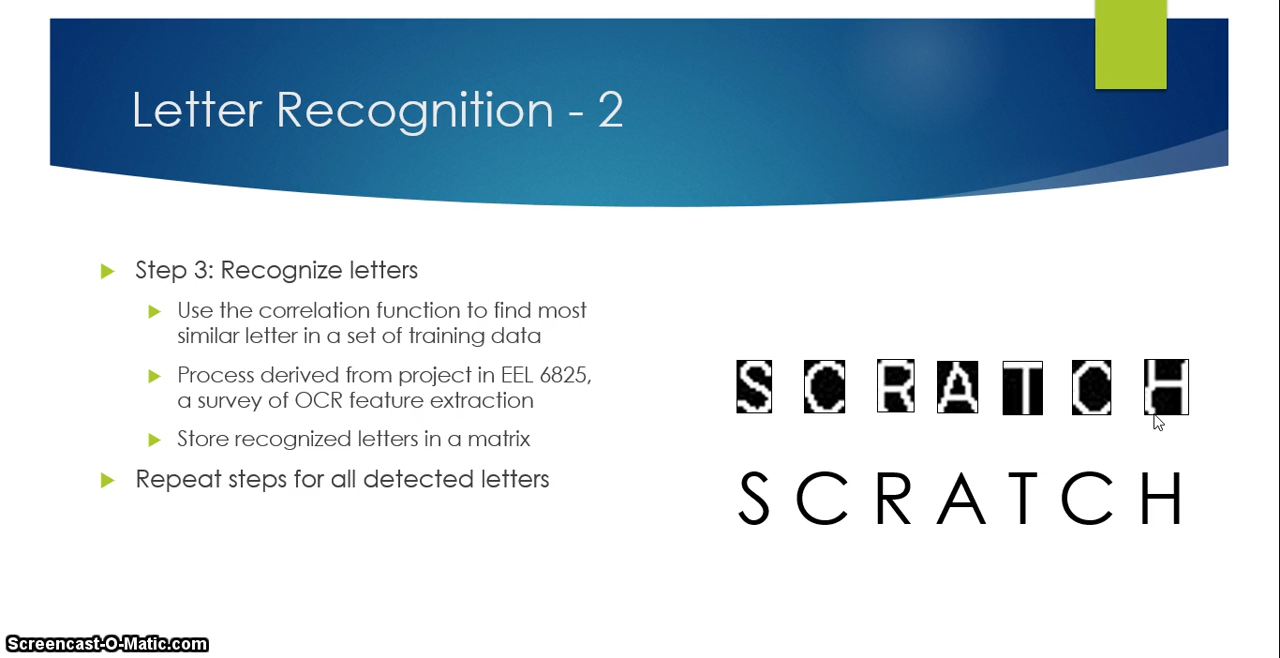 Letter Recognition - 2
Step 3: Recognize letters
Use the correlation function to find most
similar letter in a set of training data
Process derived from project in EEL 6825,
a survey of OCR feature extraction
Store recognized letters in a matrix
Repeat steps for all detected letters
S C R A T C H
S C R A T C H
Screencast-O-Matic.com